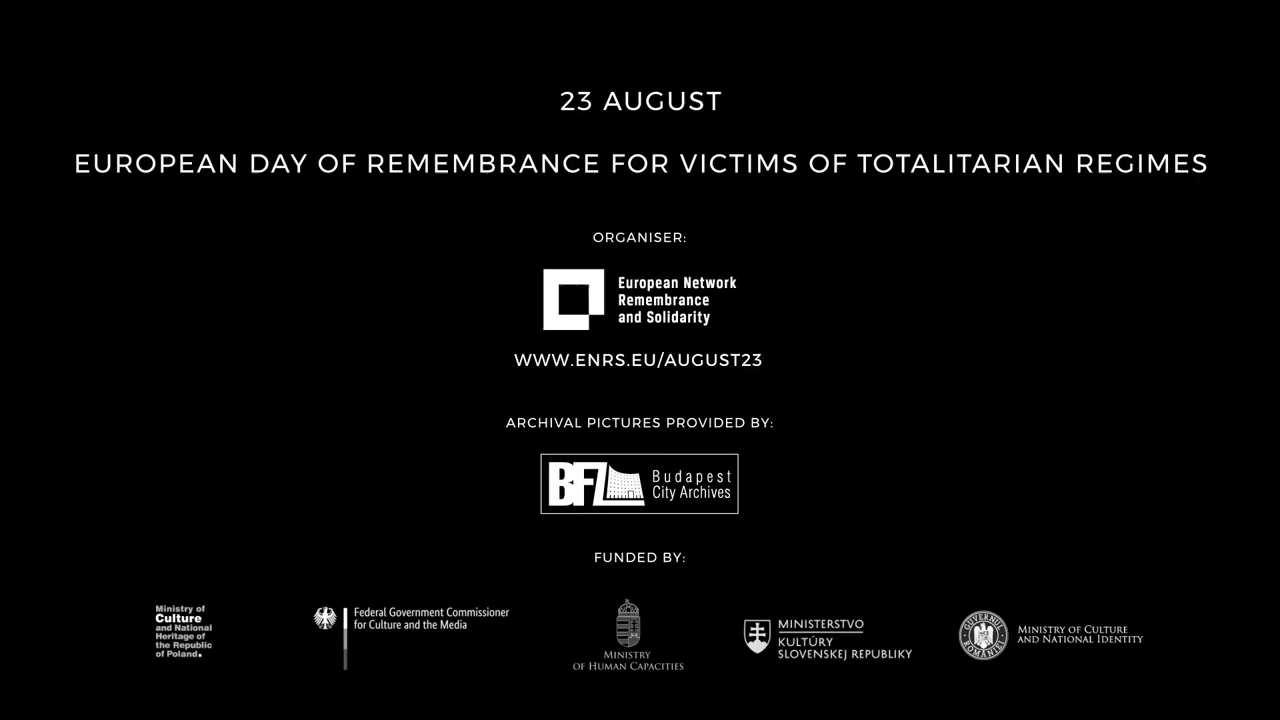 23 AUGUST
EUROPEAN DAY OF REMEMBRANCE FOR VICTIMS OF TOTALITARIAN REGIMES
ORGANISER:
European Network
Remembrance
and Solidarity
WWW.ENRS.EU/AUGUST23
ARCHIVAL PICTURES PROVIDED BY:
BFL
Budapest
City Archives
FUNDED BY:
Ministry of
Culture
and National
Heritage of
the Republic
of Poland.
Federal Government Commissioner
for Culture and the Media
MINISTRY
OF HUMAN CAPACITIES
MINISTERSTVO
KULTÚRY
SLOVENSKEJ REPUBLIKY
GUVERNUL
ROMÂNIEI
MINISTRY OF CULTURE
AND NATIONAL IDENTITY